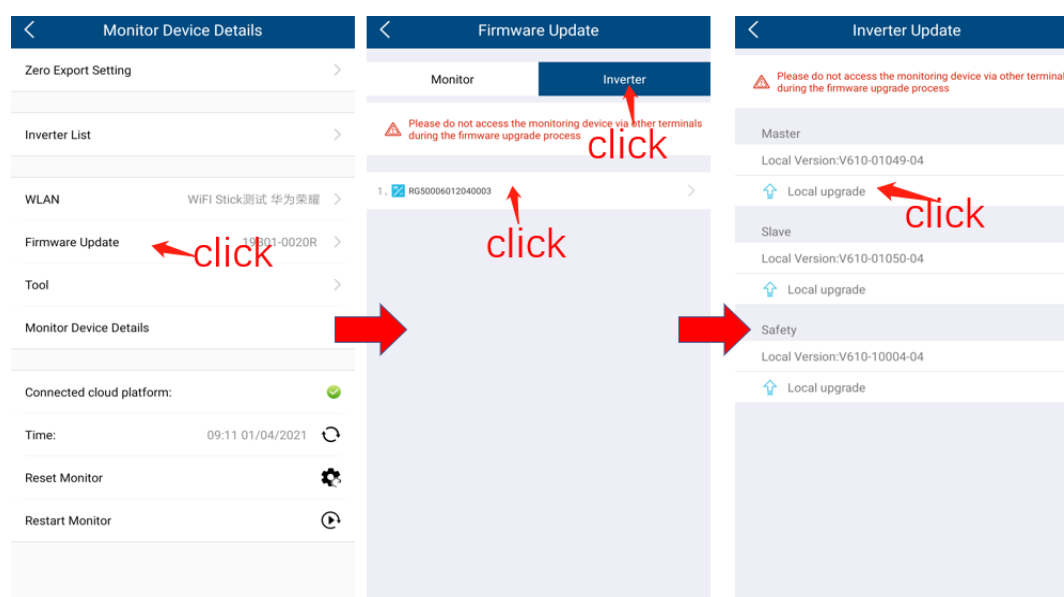 Monitor Device Details
Zero Export Setting
Inverter List
WLAN WiFI Stick测试 华为荣耀
Firmware Update 19B01-0020R
click
Tool
Monitor Device Details
Connected cloud platform:
Time: 09:11 01/04/2021
Reset Monitor
Restart Monitor
Firmware Update
Monitor Inverter
Please do not access the monitoring device via other terminals
during the firmware upgrade process
click
1、 RG50006012040003
click
Inverter Update
Please do not access the monitoring device via other terminal
during the firmware upgrade process
Master
Local Version:V610-01049-04
Local upgrade
click
Slave
Local Version:V610-01050-04
Local upgrade
Safety
Local Version:V610-10004-04
Local upgrade